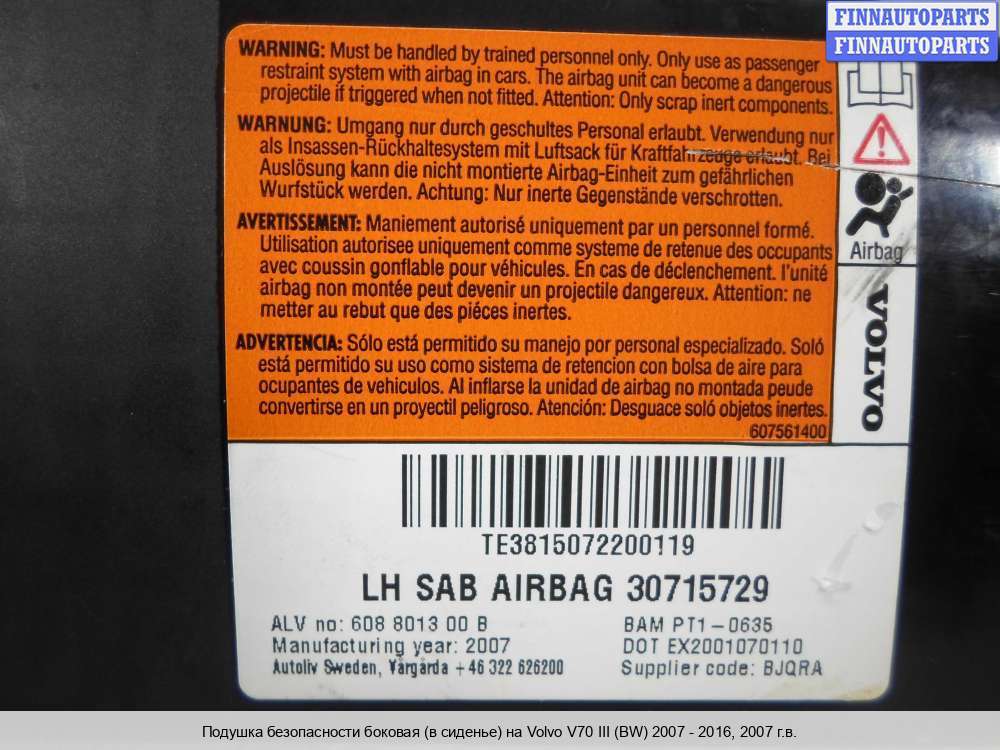 FINNAUTOPARTS
FINNAUTOPARTS
WARNING: Must be handled by trained personnel only. Only use as passenger
restraint system with airbag in cars. The airbag unit can become a dangerous
projectile if triggered when not fitted. Attention: Only scrap inert components.
WARNUNG: Umgang nur durch geschultes Personal erlaubt. Verwendung nur
als Insassen-Rückhaltesystem mit Luftsack für Kraftfahrzeuge erlaubt. Bei
Auslösung kann die nicht montierte Airbag-Einheit zum gefährlichen
Wurfstück werden. Achtung: Nur inerte Gegenstände verschrotten.
AVERTISSEMENT: Maniement autorisé uniquement par un personnel formé.
Utilisation autorisee uniquement comme systeme de retenue des occupants
avec coussin gonflable pour véhicules. En cas de déclenchement. l'unité
airbag non montée peut devenir un projectile dangereux. Attention: ne
metter au rebut que des piéces inertes.
ADVERTENCIA: Sólo está permitido su manejo por personal especializado. Soló
está permitido su uso como sistema de retencion con bolsa de aire para
ocupantes de vehiculos. Al inflarse la unidad de airbag no montada peude
convertirse en un proyectil peligroso. Atención: Desguace soló objetos inertes.
607561400
Airbag
VOLVO
TE3815072200119
LH SAB AIRBAG 30715729
ALV no: 608 8013 00 B
Manufacturing year: 2007
Autoliv Sweden, Vårgårda +46 322 626200
BAM PT1-0635
DOT EX2001070110
Supplier code: BJQRA
Подушка безопасности боковая (в сиденье) на Volvo V70 III (BW) 2007 - 2016, 2007 г.в.